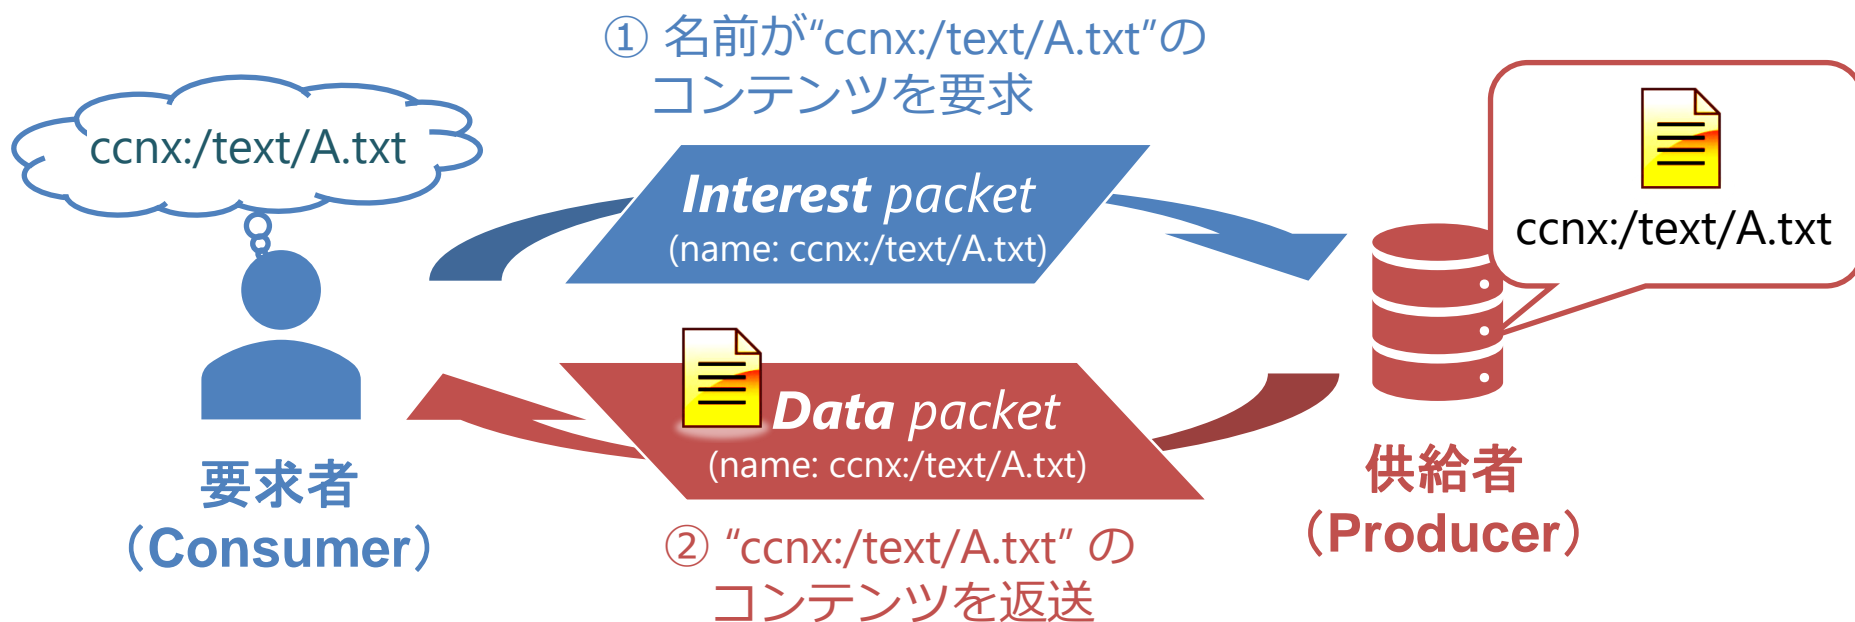 ① 名前が“ccnx:/text/A.txt”の
コンテンツを要求
ccnx:/text/A.txt
Interest packet
(name: ccnx:/text/A.txt)
ccnx:/text/A.txt
Data packet
(name: ccnx:/text/A.txt)
要求者
（Consumer）
供給者
（Producer）
② “ccnx:/text/A.txt” の
コンテンツを返送